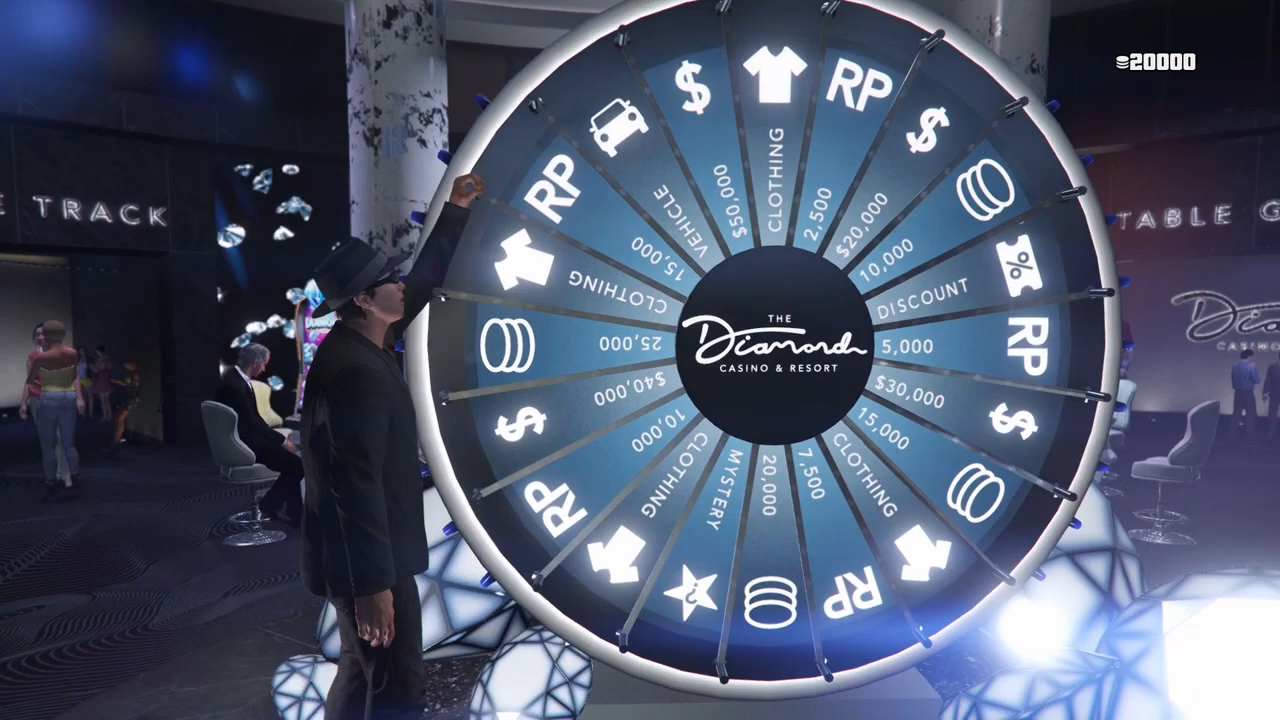 20000
E TRACK
TABLE G
CLOTHING
RP
2,500
$
$20,000
10,000
%
DISCOUNT
RP
5,000
$
$30,000
15,000
CLOTHING
RP
7,500
20,000
?
MYSTERY
CLOTHING
RP
10,000
$
$40,000
25,000
CLOTHING
RP
15,000
VEHICLE
$
$50,000
THE
Diamond
CASINO & RESORT
Dia
CASINO &